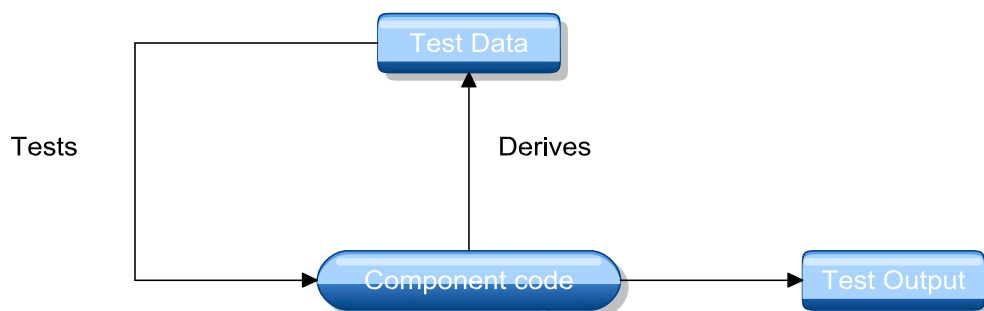 Test Data
Tests
Derives
Component code
Test Output